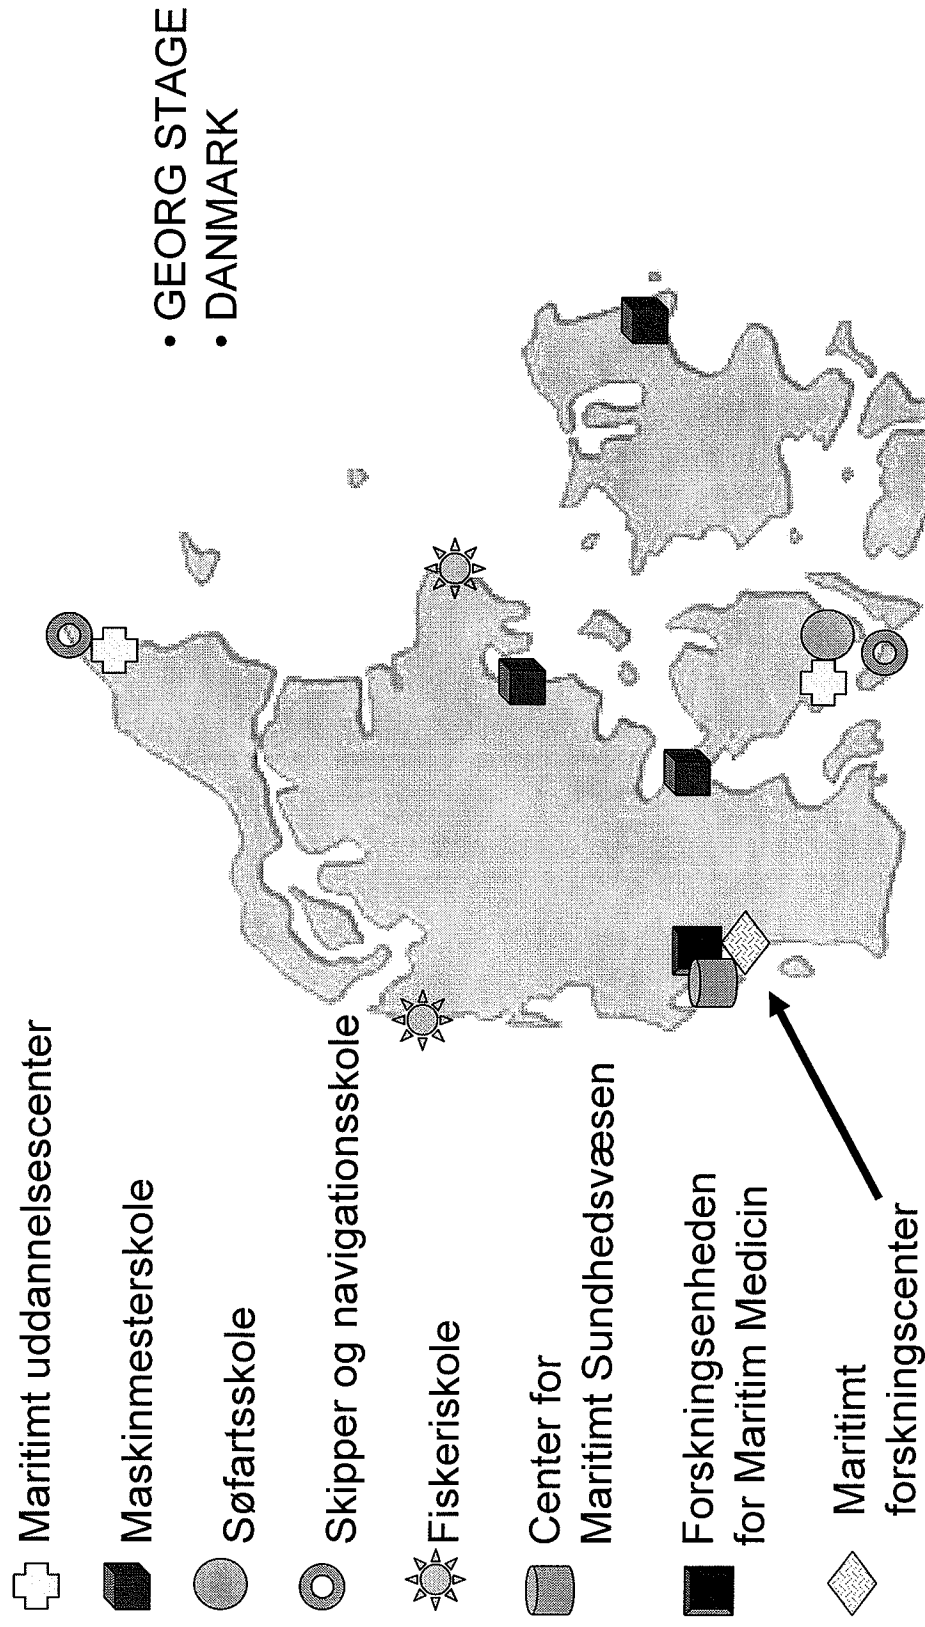 Maritimt uddannelsescenter
Maskinmesterskole
Søfartsskole
Skipper og navigationsskole
Fiskeriskole
Center for
Maritimt Sundhedsvæsen
Forskningsenheden
for Maritim Medicin
Maritimt
forskningscenter
• GEORG STAGE
• DANMARK